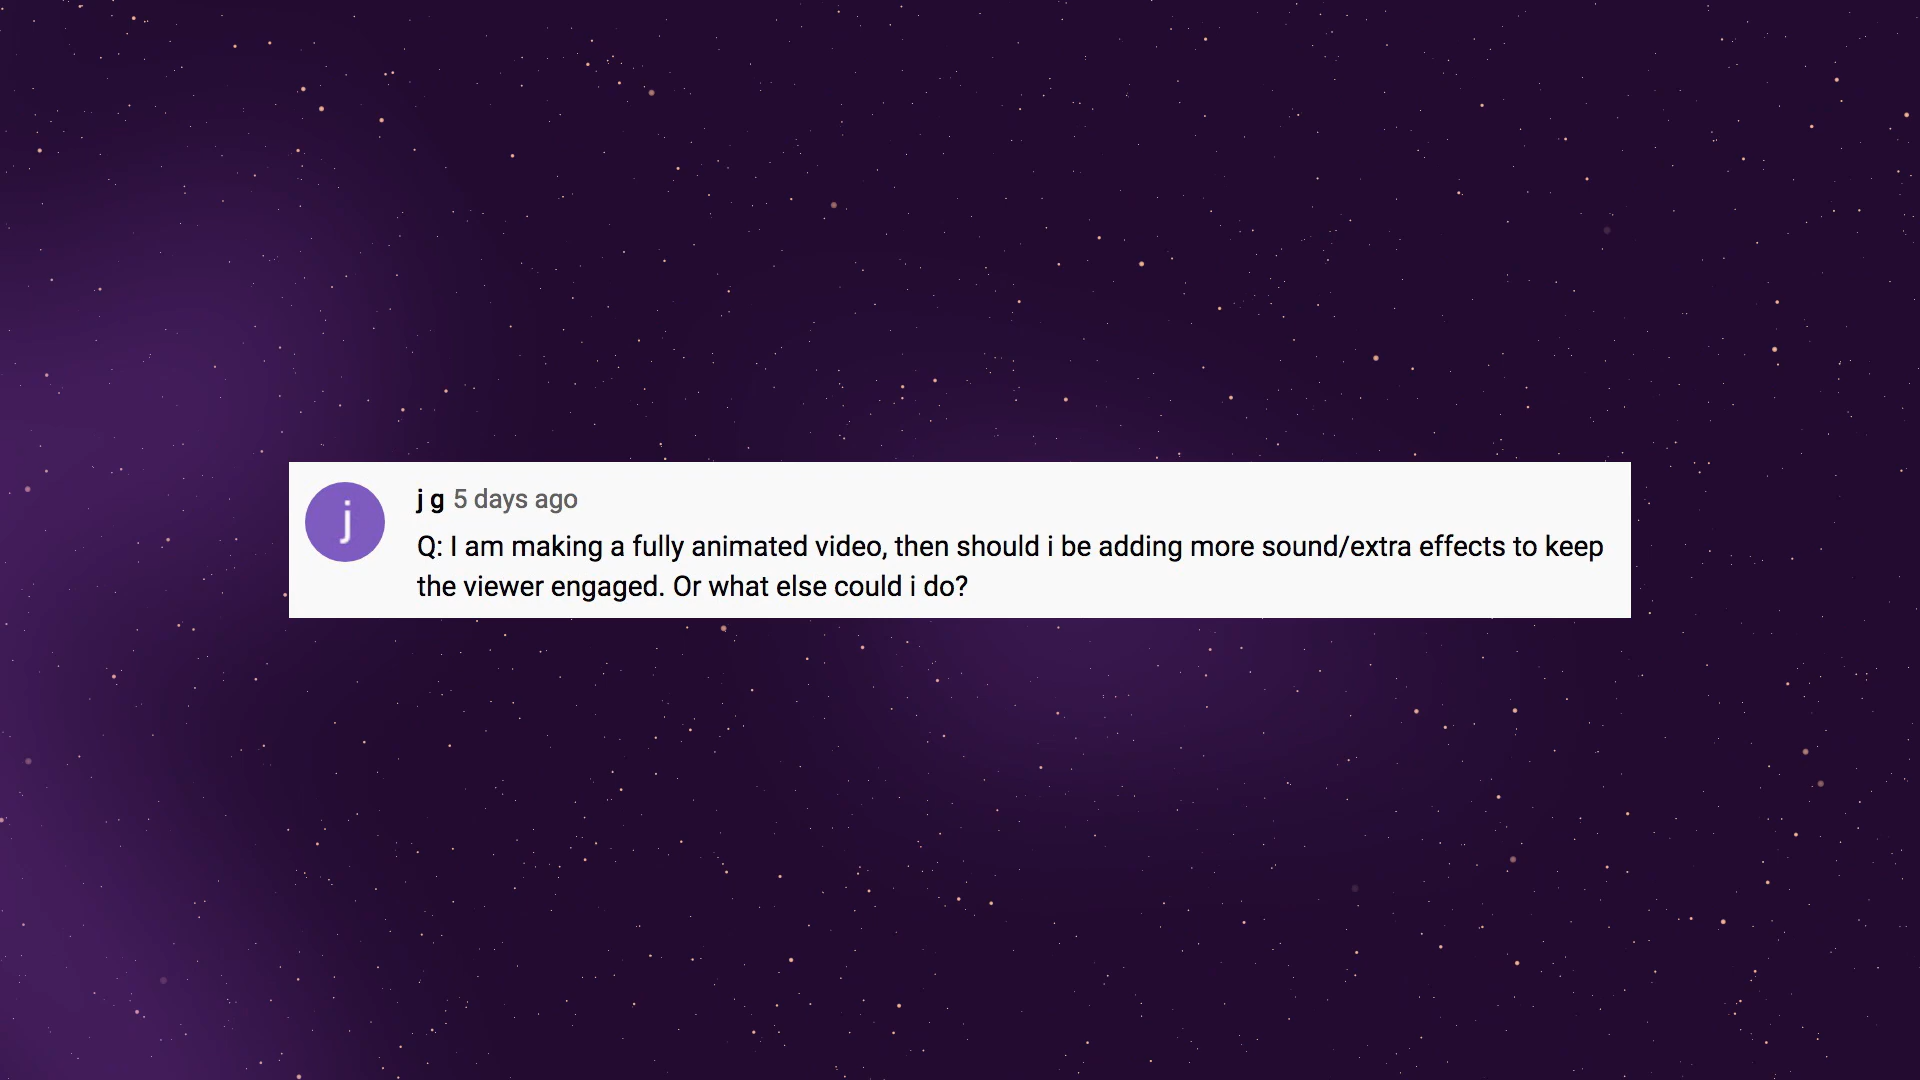 j
j g 5 days ago
Q: I am making a fully animated video, then should i be adding more sound/extra effects to keep
the viewer engaged. Or what else could i do?